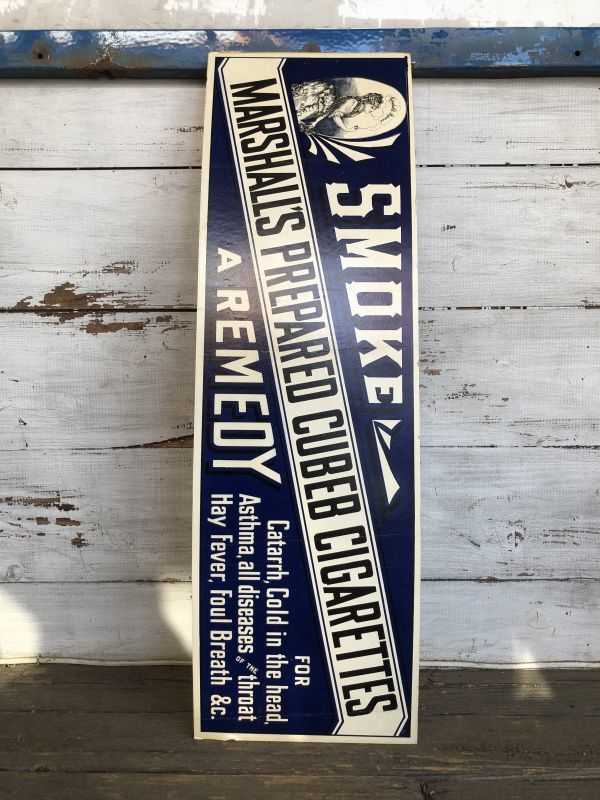 SMOKE
MARSHALL'S PREPARED CUBEB CIGARETTES
A REMEDY
FOR
Catarrh, Cold in the head,
Asthma, all diseases OF THE throat
Hay Fever, Foul Breath &c.